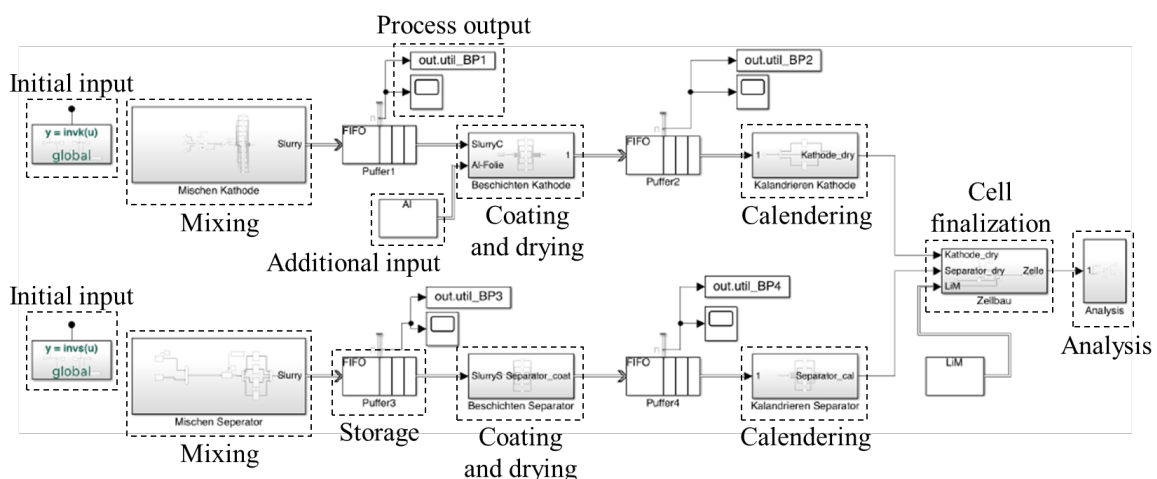 Process output
out.util_BP1
out.util_BP2
Initial input
y = invk(u)
global
Slurry
Mischen Kathode
Mixing
FIFO
n
Puffer1
SlurryC
Al-Folie
1
Beschichten Kathode
Coating
and drying
Al
Additional input
FIFO
n
Puffer2
1
Kathode_dry
Kalandrieren Kathode
Calendering
Cell
finalization
Kathode_dry
Separator_dry
LiM
Zelle
Zellbau
1
Analysis
Analysis
LiM
Initial input
y = invs(u)
global
Slurry
Mischen Seperator
Mixing
out.util_BP3
FIFO
n
Puffer3
Storage
SlurryS
Separator_coat
Beschichten Separator
Coating
and drying
out.util_BP4
FIFO
n
Puffer4
1
Separator_cal
Kalandrieren Separator
Calendering